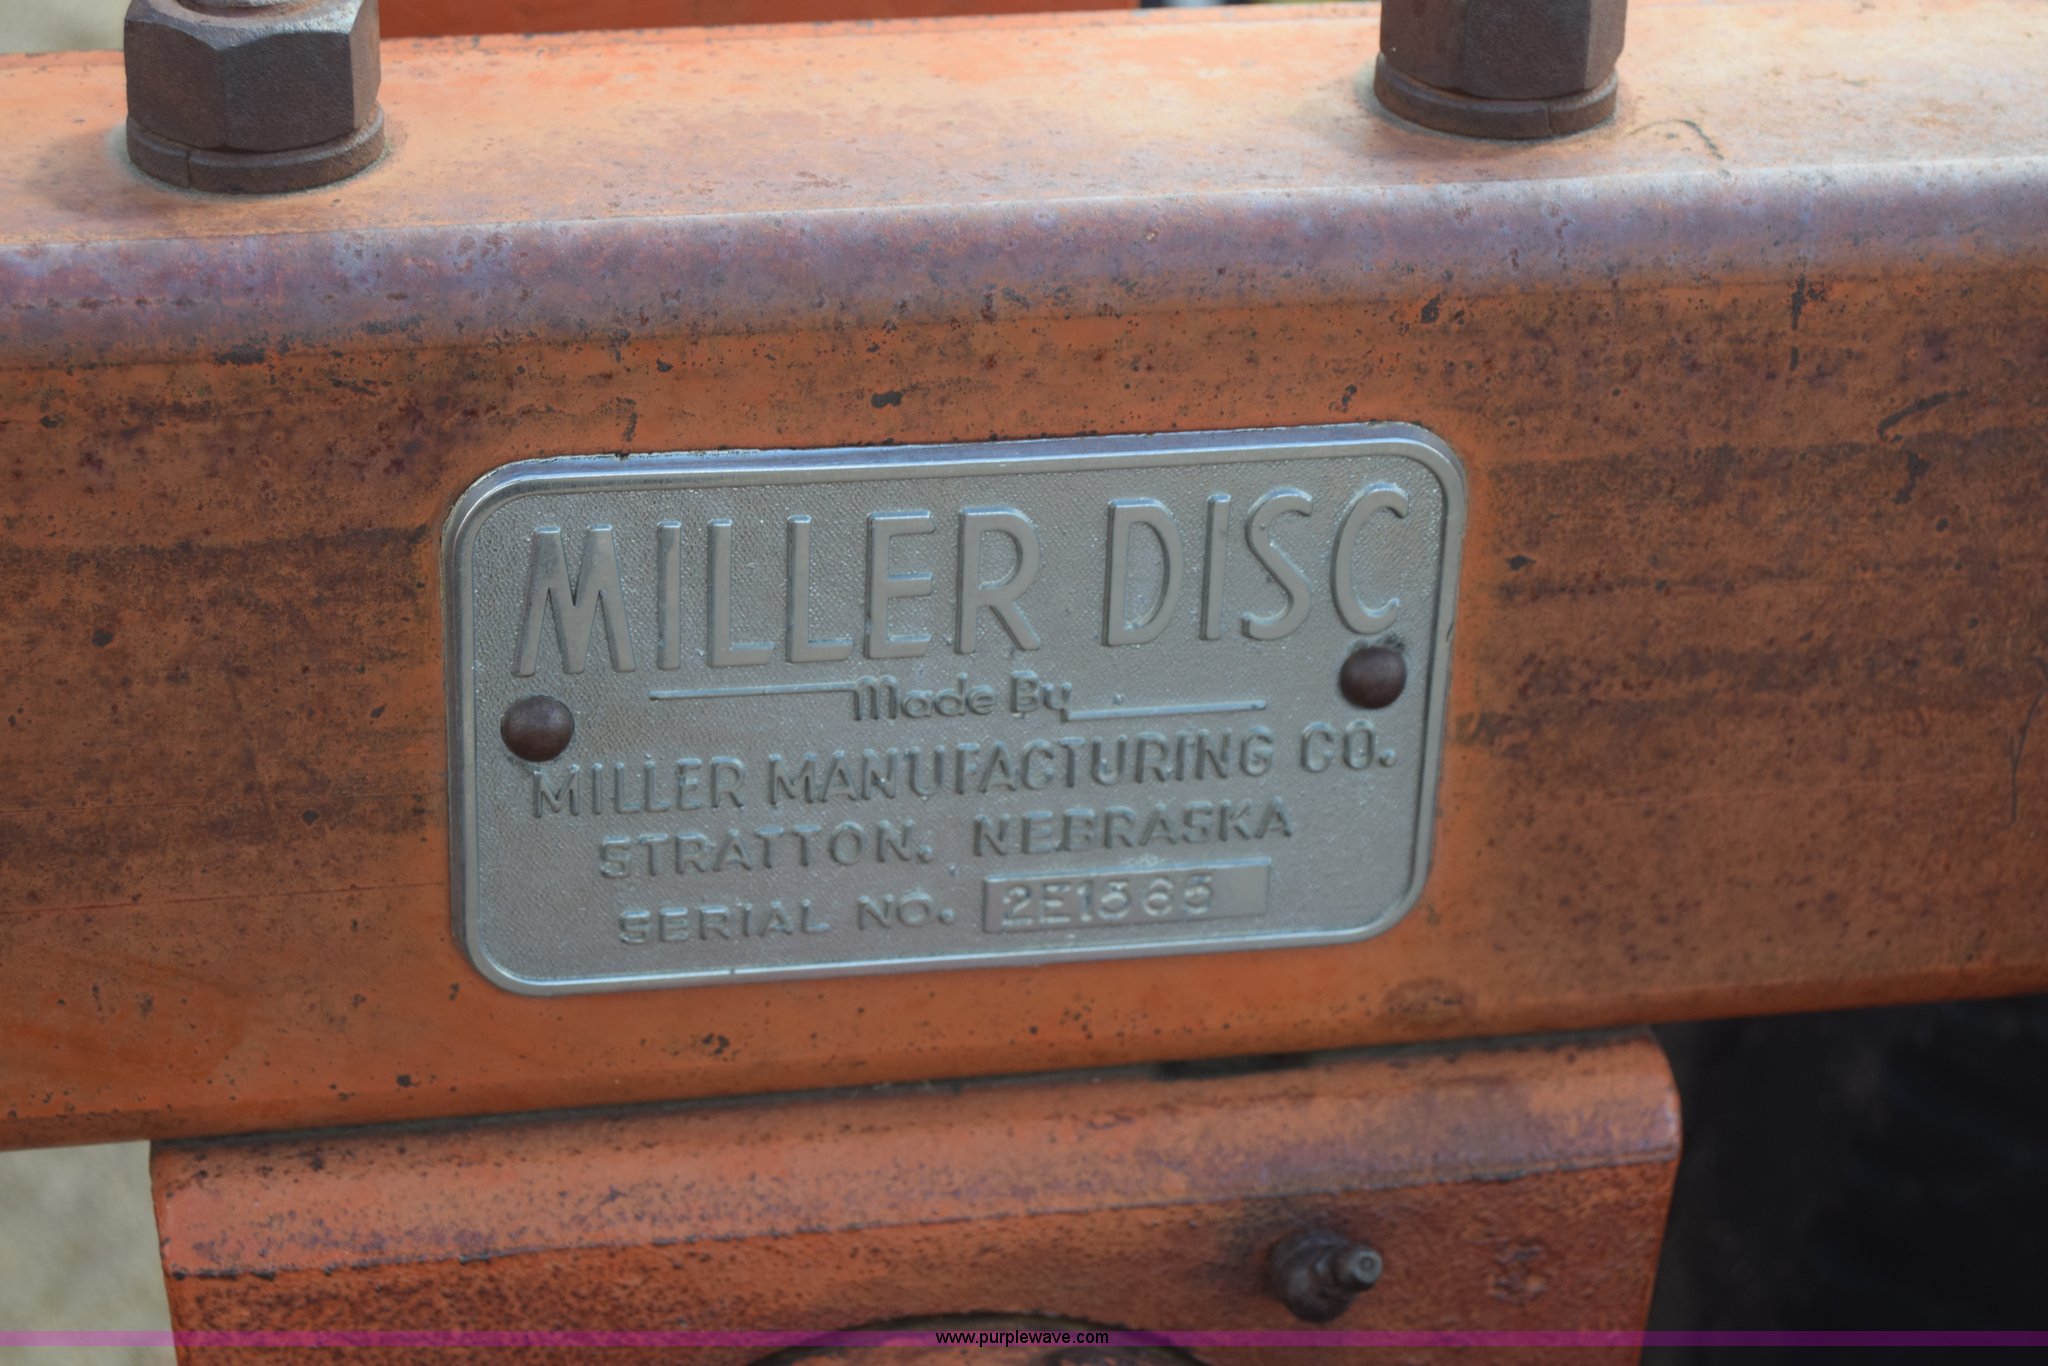 MILLER DISC
Made By
MILLER MANUFACTURING CO.
STRATTON, NEBRASKA
SERIAL NO. 2E1565
www.purplewave.com